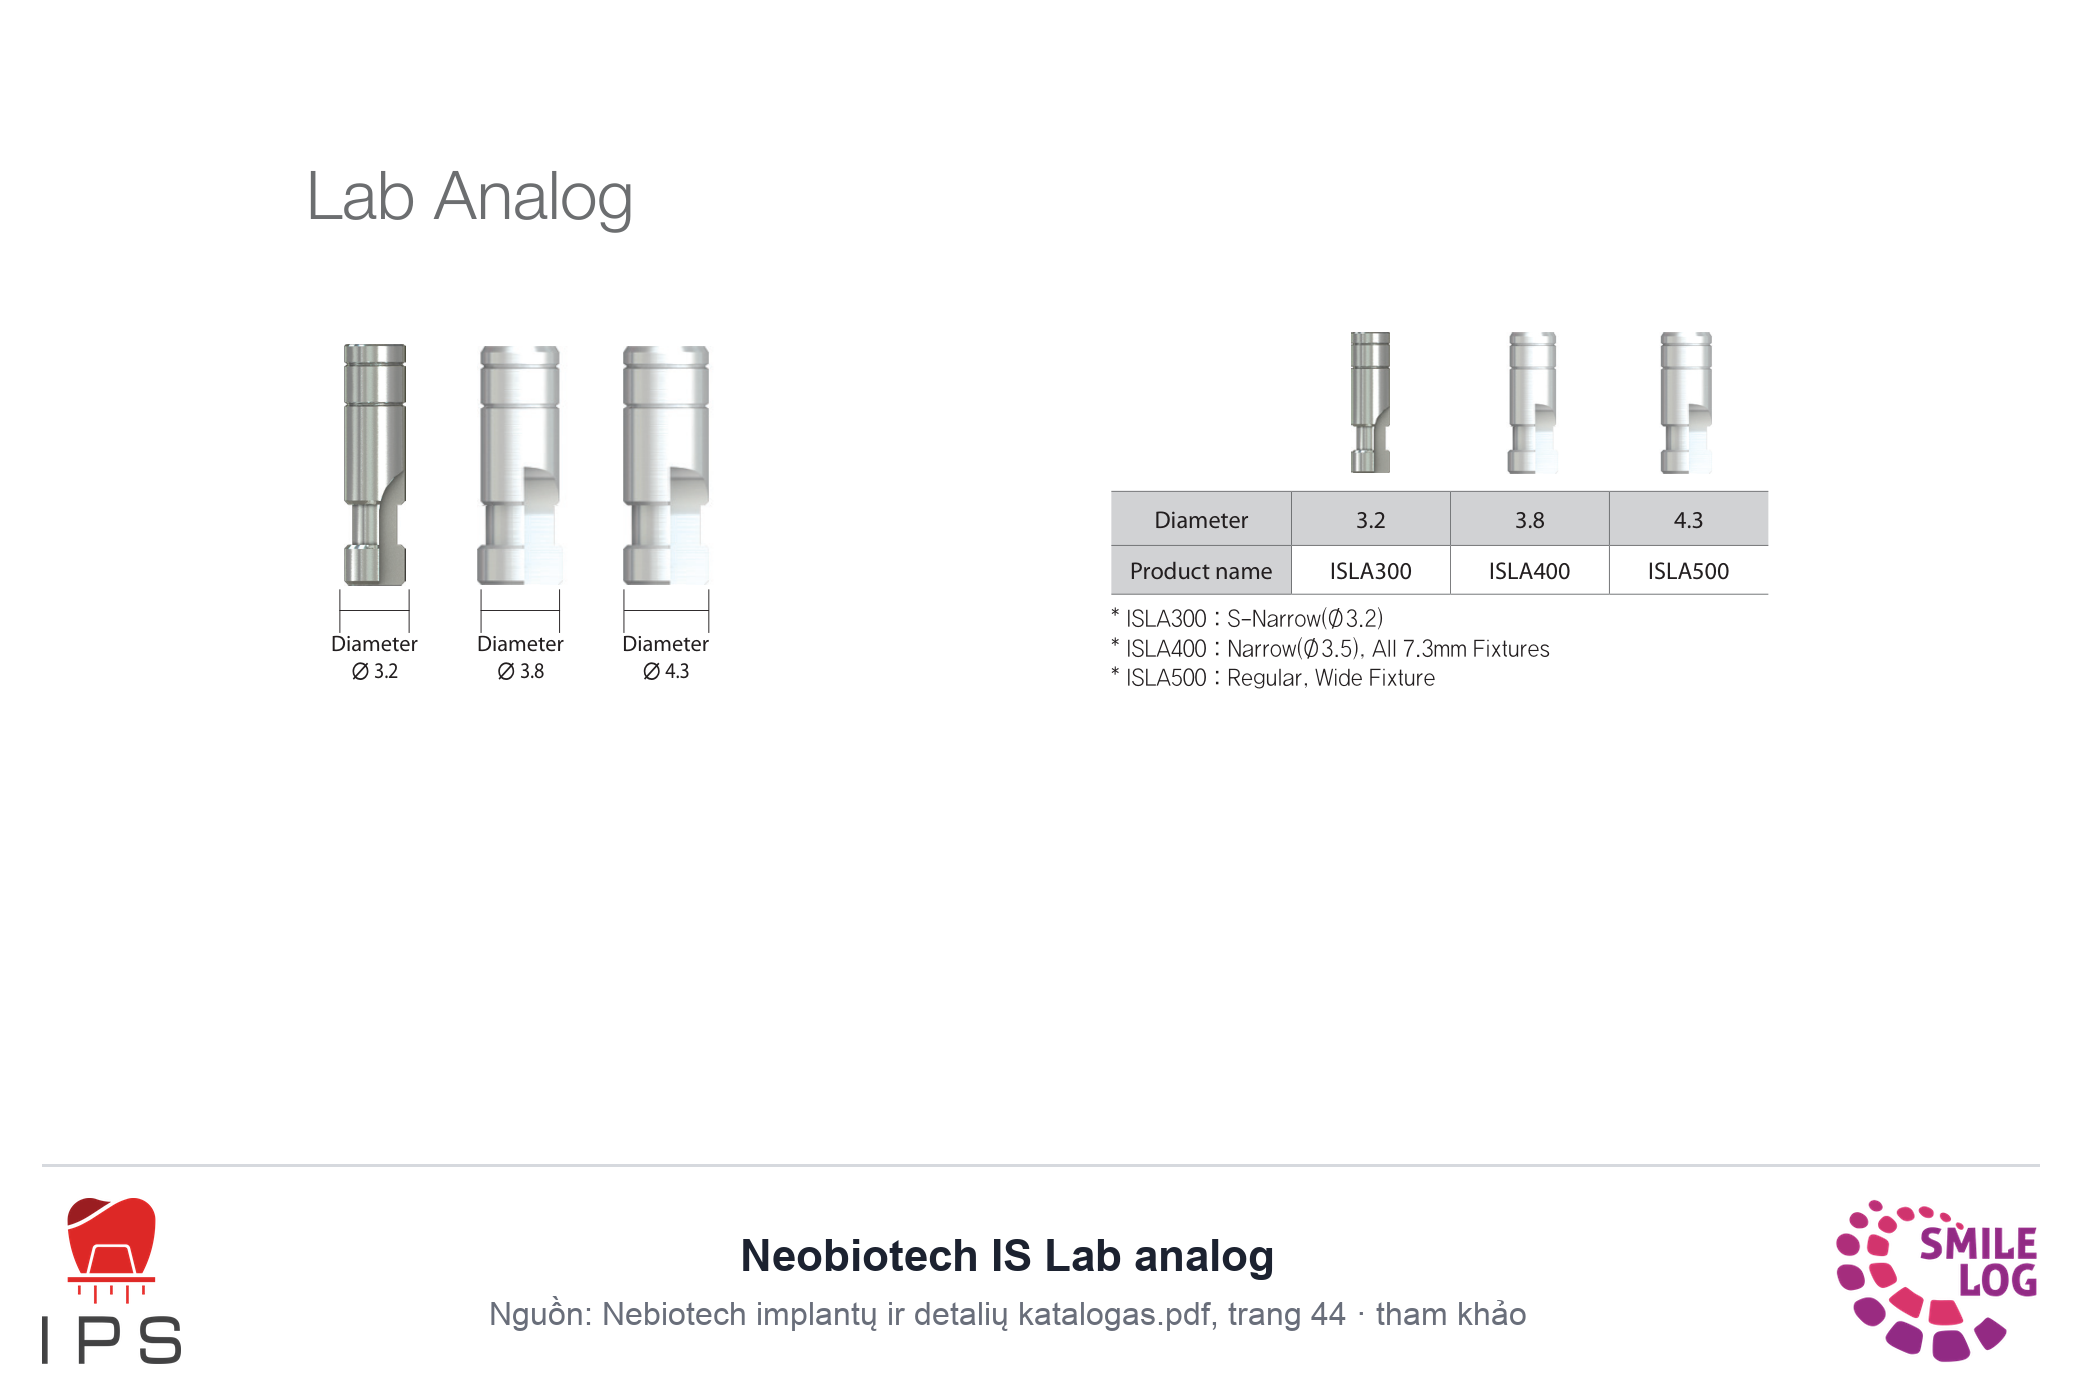 Lab Analog
Diameter Diameter Diameter
Ø 3.2 Ø 3.8 Ø 4.3
Diameter 3.2 3.8 4.3
Product name ISLA300 ISLA400 ISLA500
* ISLA300 : S-Narrow(Ø3.2)
* ISLA400 : Narrow(Ø3.5), All 7.3mm Fixtures
* ISLA500 : Regular, Wide Fixture
IPS
Neobiotech IS Lab analog
Nguồn: Nebiotech implantų ir detalių katalogas.pdf, trang 44 · tham khảo
SMILE
LOG